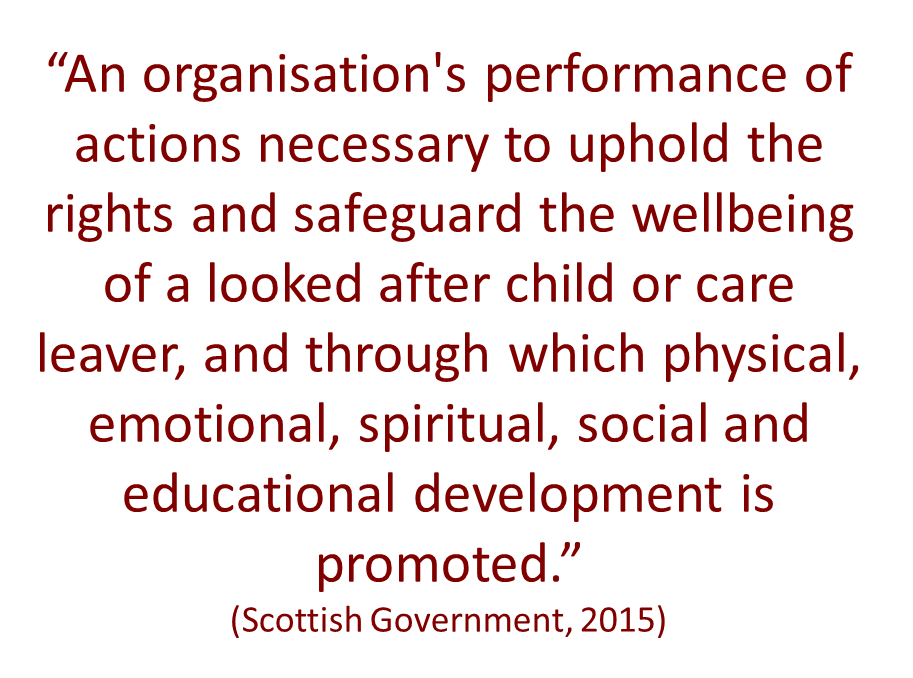 “An organisation's performance of
actions necessary to uphold the
rights and safeguard the wellbeing
of a looked after child or care
leaver, and through which physical,
emotional, spiritual, social and
educational development is
promoted.”
(Scottish Government, 2015)